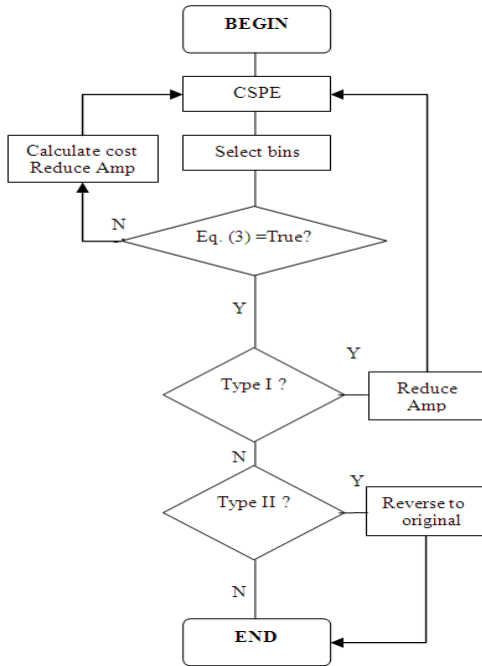 BEGIN
CSPE
Calculate cost
Reduce Amp
Select bins
N
Eq. (3) =True?
Y
Y
Type I ?
Reduce
Amp
N
Y
Type II ?
Reverse to
original
N
END